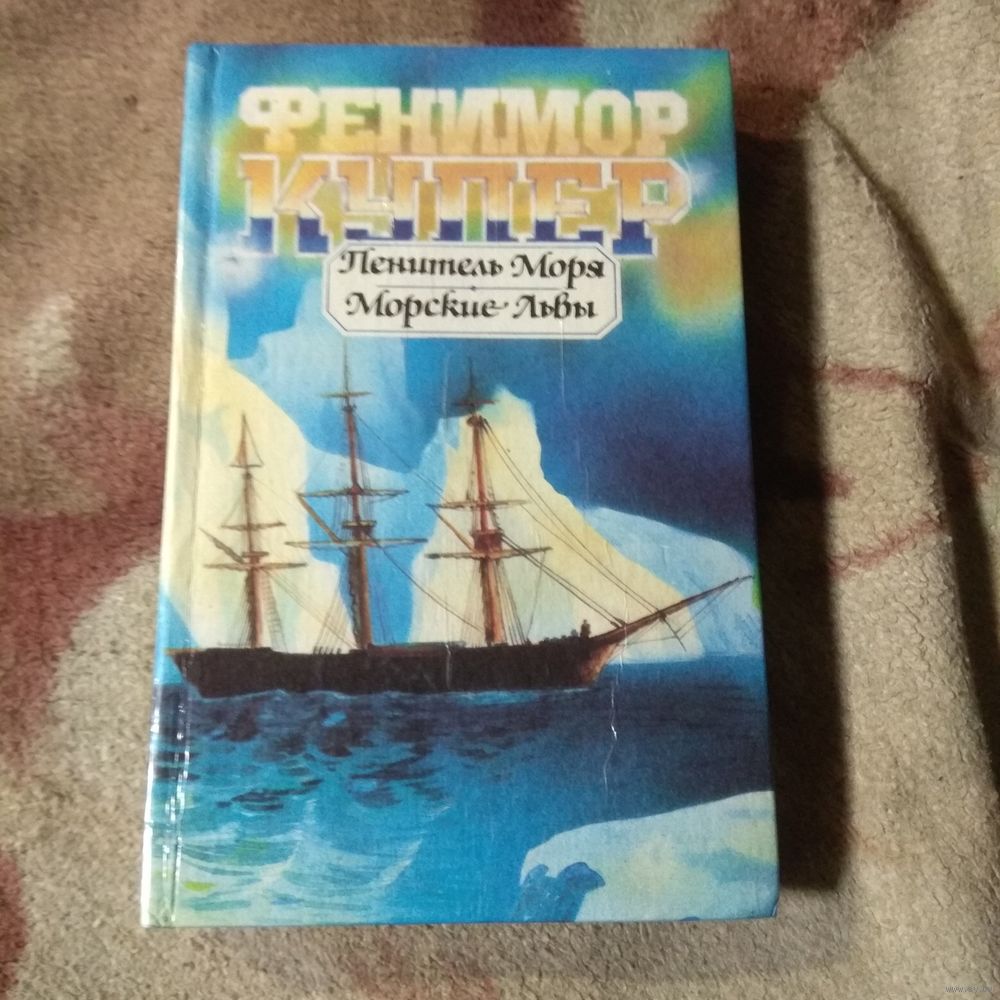 ФЕНИМОР
КУПЕР
Пенитель Моря
Морские Львы